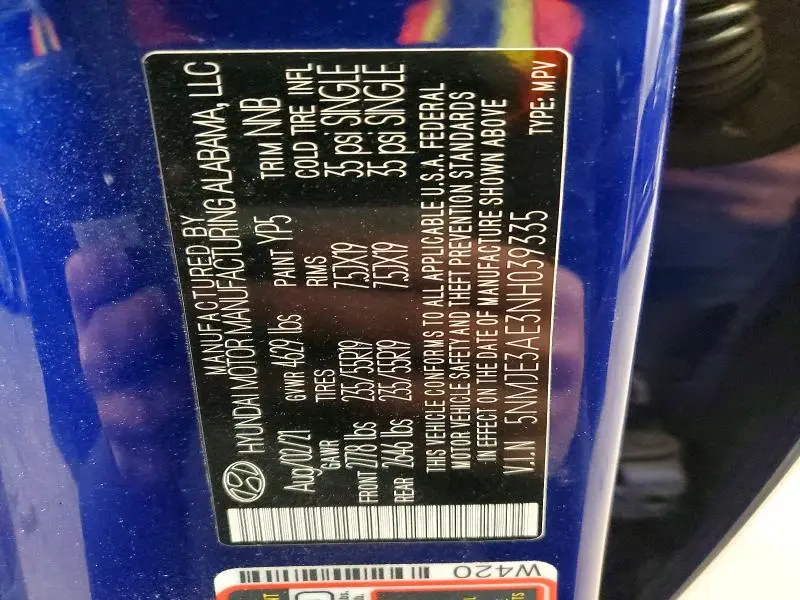 MANUFACTURED BY
HYUNDAI MOTOR MANUFACTURING ALABAMA, LLC
Aug/02/21 GVWR 4629 lbs PAINT YP5 TRIM NNB
GAWR TIRES RIMS COLD TIRE INFL
FRONT 2778 lbs 235/55R19 7.5JX19 35 psi SINGLE
REAR 2646 lbs 235/55R19 7.5JX19 35 psi SINGLE
THIS VEHICLE CONFORMS TO ALL APPLICABLE U.S.A. FEDERAL
MOTOR VEHICLE SAFETY AND THEFT PREVENTION STANDARDS
IN EFFECT ON THE DATE OF MANUFACTURE SHOWN ABOVE
V.I.N 5NMJE3AE3NH039335 TYPE: MPV
W420